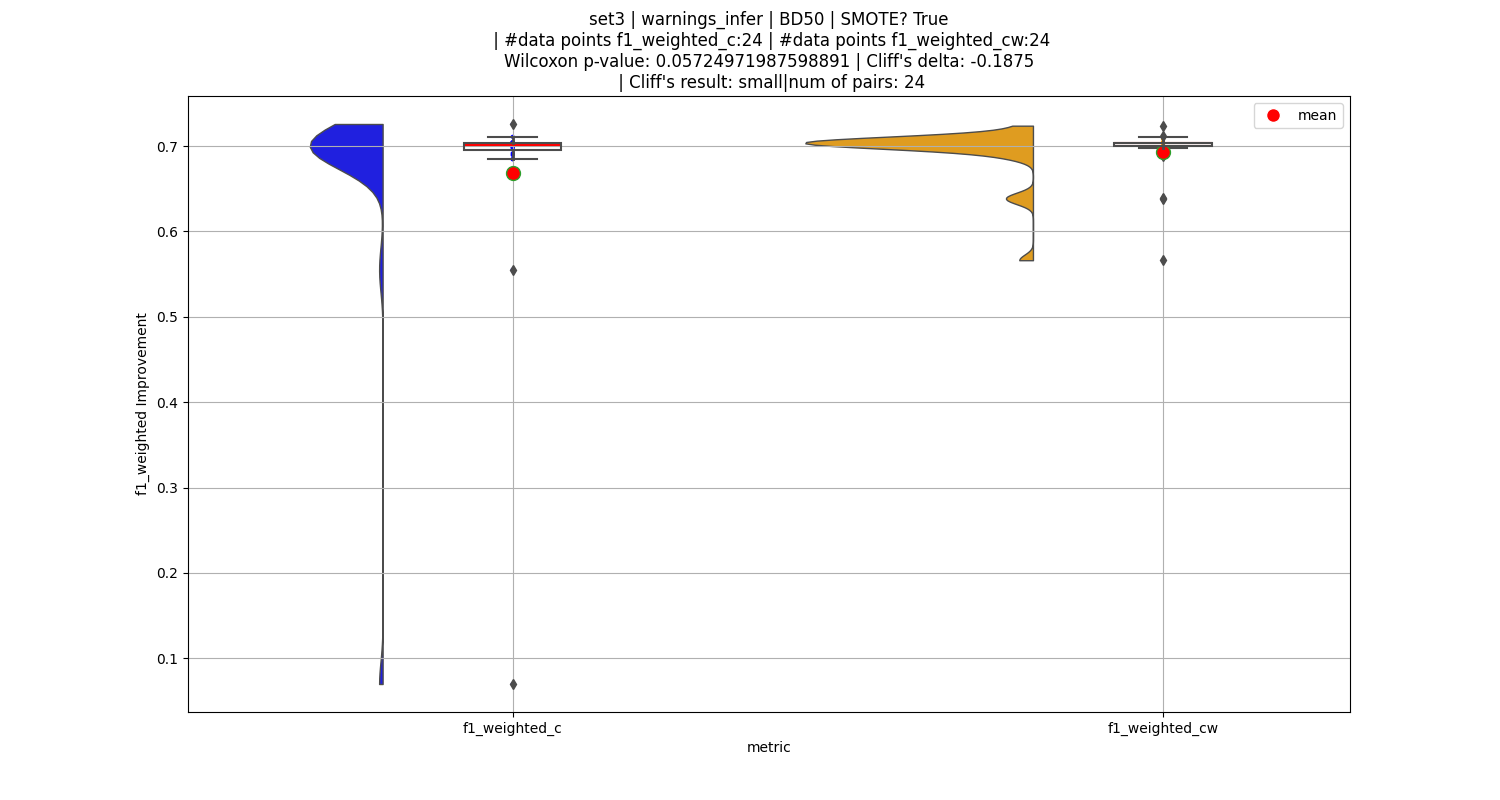 set3 | warnings_infer | BD50 | SMOTE? True
| #data points f1_weighted_c:24 | #data points f1_weighted_cw:24
Wilcoxon p-value: 0.05724971987598891 | Cliff's delta: -0.1875
| Cliff's result: small|num of pairs: 24
mean
0.7
0.6
0.5
0.4
0.3
0.2
0.1
f1_weighted Improvement
f1_weighted_c
f1_weighted_cw
metric